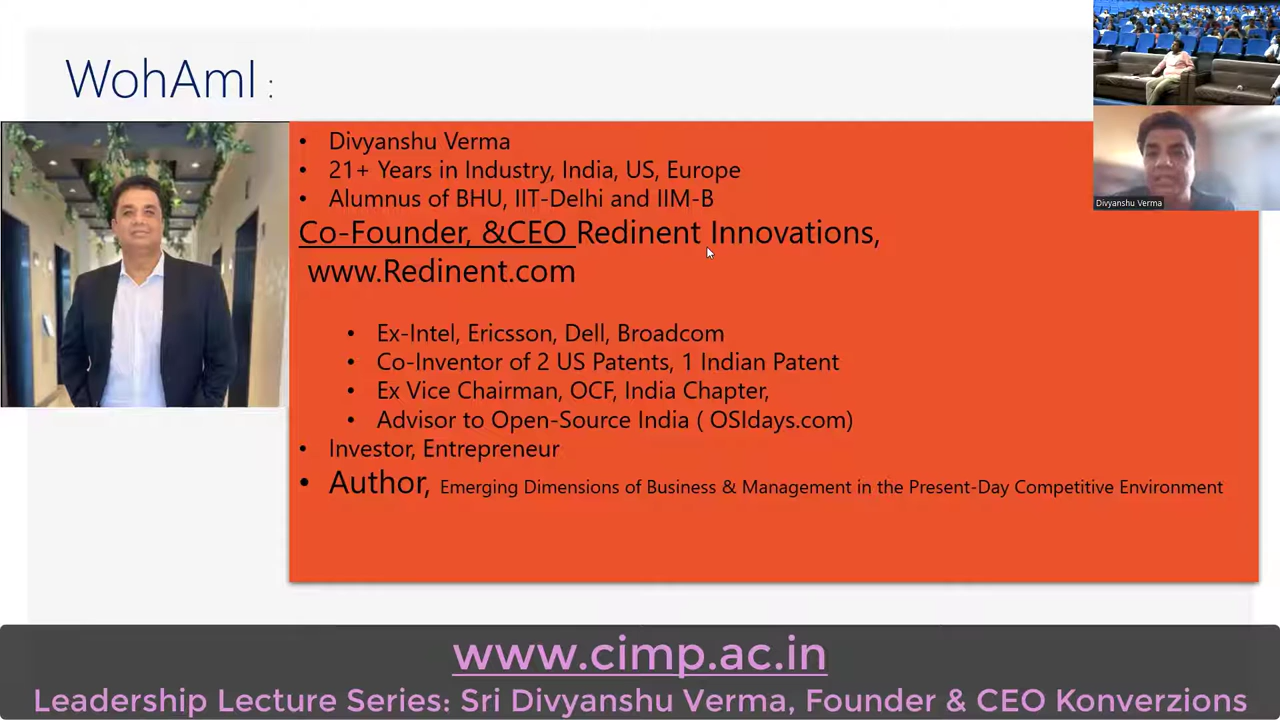 WohAmI :
Divyanshu Verma
• Divyanshu Verma
• 21+ Years in Industry, India, US, Europe
• Alumnus of BHU, IIT-Delhi and IIM-B
Co-Founder, &CEO Redinent Innovations,
www.Redinent.com
• Ex-Intel, Ericsson, Dell, Broadcom
• Co-Inventor of 2 US Patents, 1 Indian Patent
• Ex Vice Chairman, OCF, India Chapter,
• Advisor to Open-Source India ( OSIdays.com)
• Investor, Entrepreneur
• Author, Emerging Dimensions of Business & Management in the Present-Day Competitive Environment
www.cimp.ac.in
Leadership Lecture Series: Sri Divyanshu Verma, Founder & CEO Konverzions